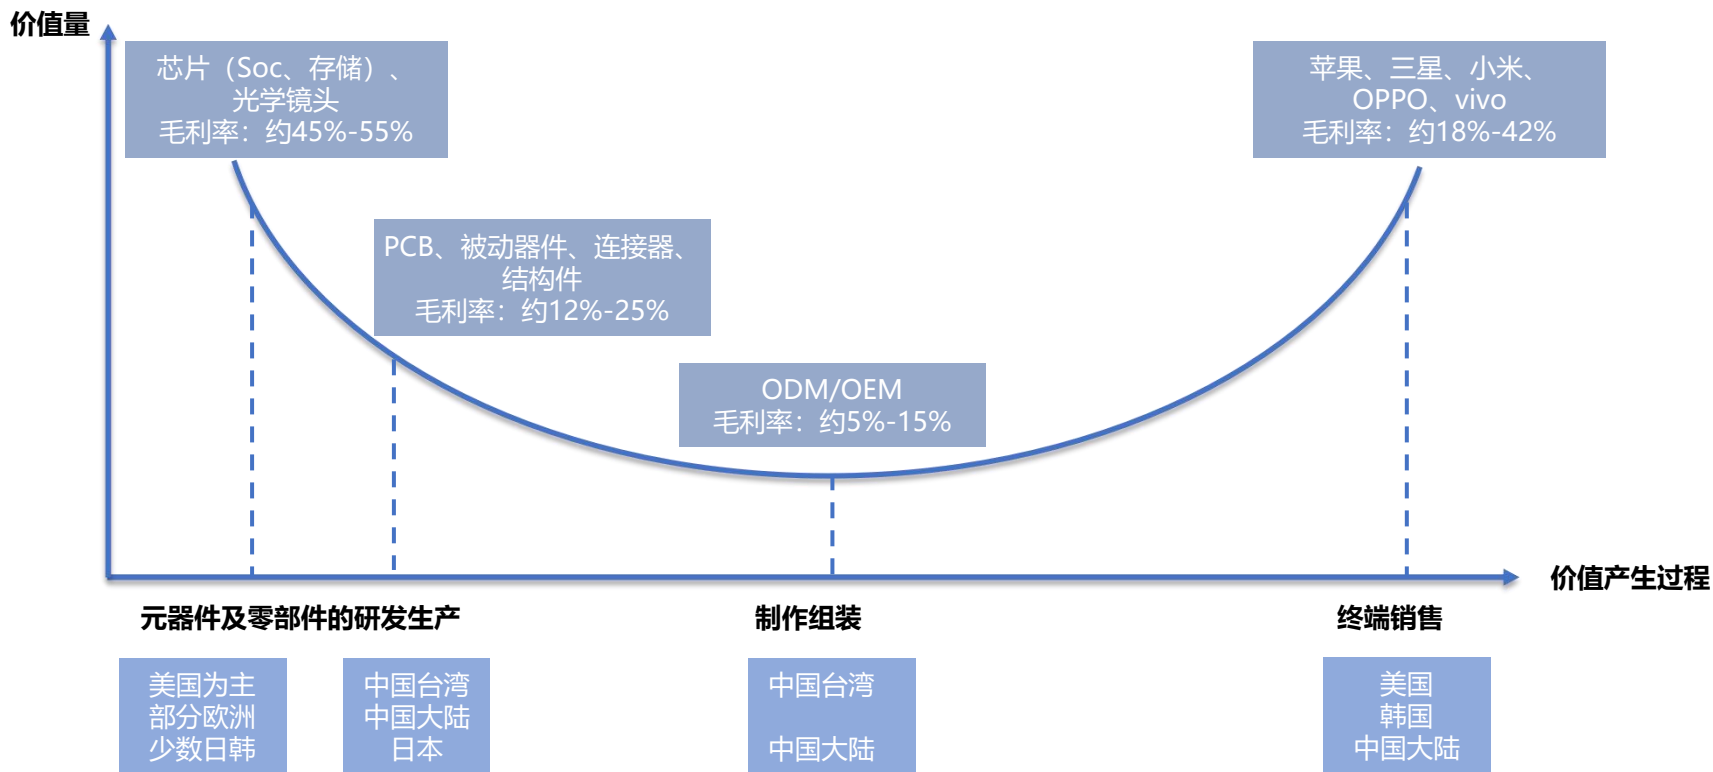 价值量
芯片（Soc、存储）、
光学镜头
毛利率：约45%-55%
苹果、三星、小米、
OPPO、vivo
毛利率：约18%-42%
PCB、被动器件、连接器、
结构件
毛利率：约12%-25%
ODM/OEM
毛利率：约5%-15%
价值产生过程
元器件及零部件的研发生产
制作组装
终端销售
美国为主
部分欧洲
少数日韩
中国台湾
中国大陆
日本
中国台湾
中国大陆
美国
韩国
中国大陆